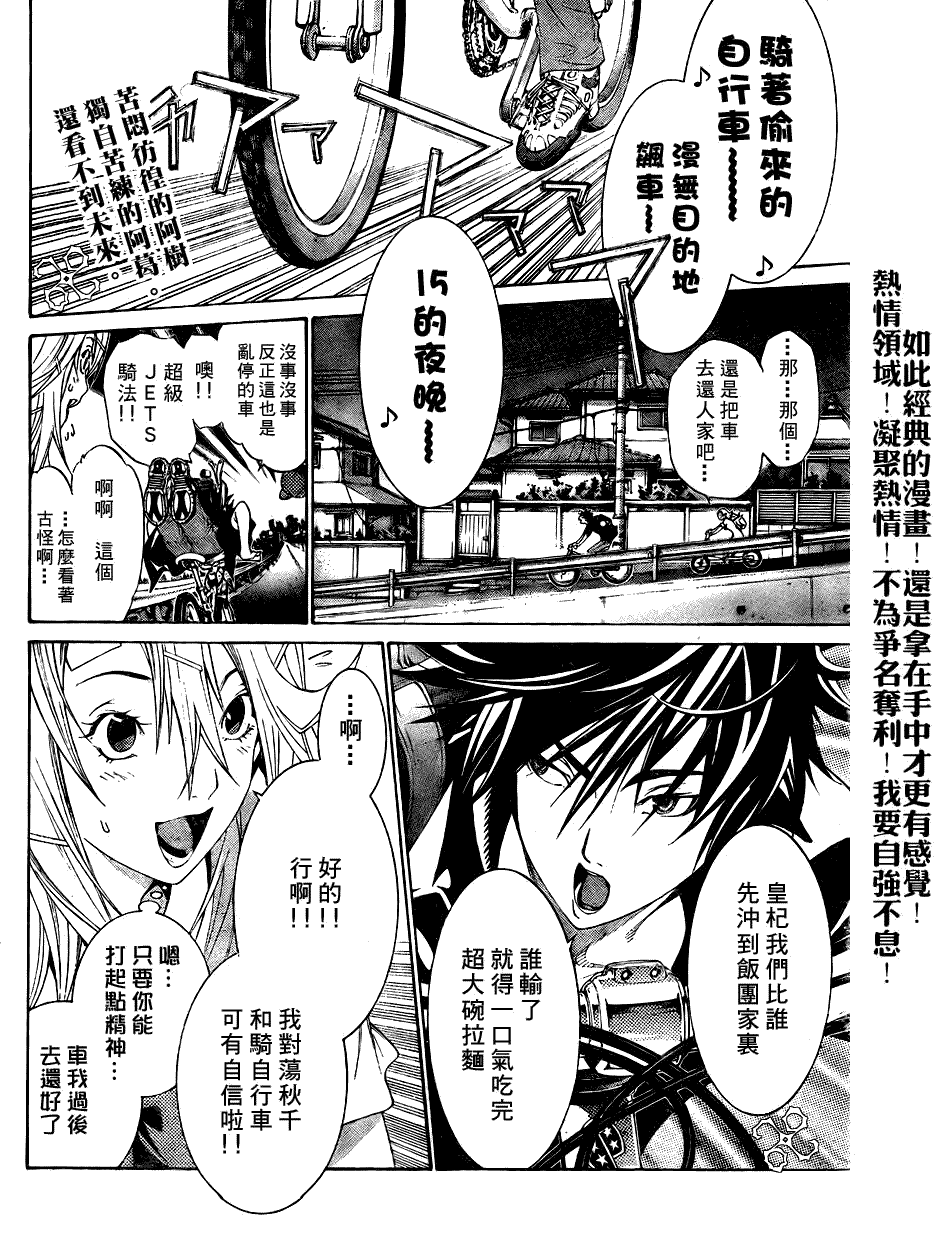 騎著偷來的
自行車～～～
♪
漫無目的地
飆車～
♪
苦悶彷徨的阿樹。
獨自苦練的阿葛。
還看不到未來。
15的夜晚～～
♪
…那…那個…
還是把車
去還人家吧…
沒事沒事
反正這也是
亂停的車
噢!!
超級
JETS
騎法!!
啊啊 這個
…怎麼看著
古怪啊…
皇杞我們比誰
先沖到飯團家裏
誰輸了
就得一口氣吃完
超大碗拉麵
…啊…
好的!!
行啊!!
我對蕩秋千
和騎自行車
可有自信啦!!
嗯…
只要你能
打起點精神…
車我過後
去還好了
如此經典的漫畫！還是拿在手中才更有感覺！
熱情領域！凝聚熱情！不為爭名奪利！我要自強不息！